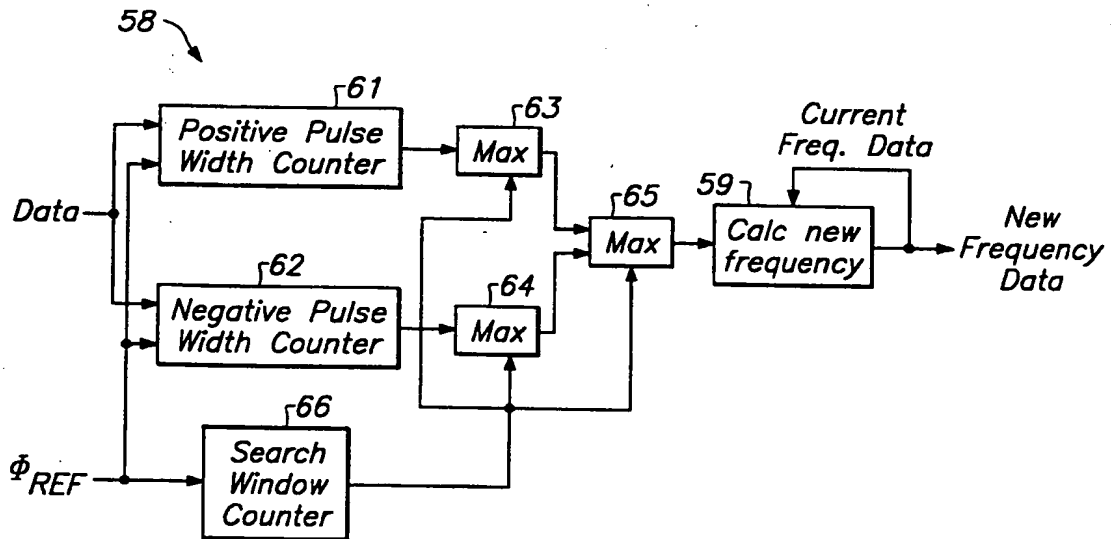 58
61
Positive Pulse
Width Counter
63
Max
Current
Freq. Data
Data
65
Max
59
Calc new
frequency
New
Frequency
Data
62
Negative Pulse
Width Counter
64
Max
66
Search
Window
Counter
ΦREF